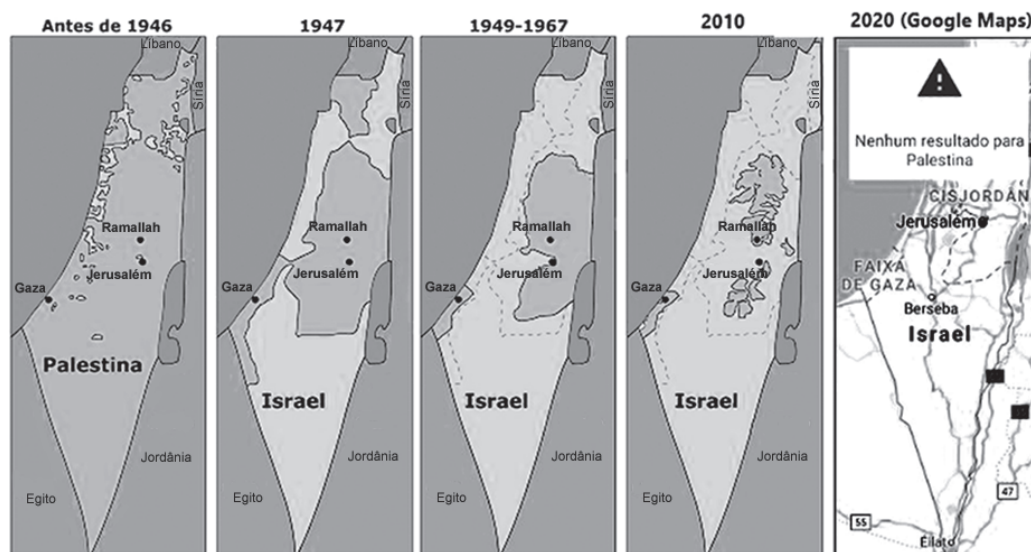 Antes de 1946
Líbano
Síria
Ramallah
Jerusalém
Gaza
Palestina
Jordânia
Egito
1947
Líbano
Síria
Ramallah
Jerusalém
Gaza
Israel
Jordânia
Egito
1949-1967
Líbano
Síria
Ramallah
Jerusalém
Gaza
Israel
Jordânia
Egito
2010
Líbano
Síria
Ramallah
Jerusalém
Gaza
Israel
Jordânia
Egito
2020 (Google Maps)
Nenhum resultado para
Palestina
CISJORDÂN
Jerusalém
FAIXA
DE GAZA
Berseba
Israel
47
55
Eilato